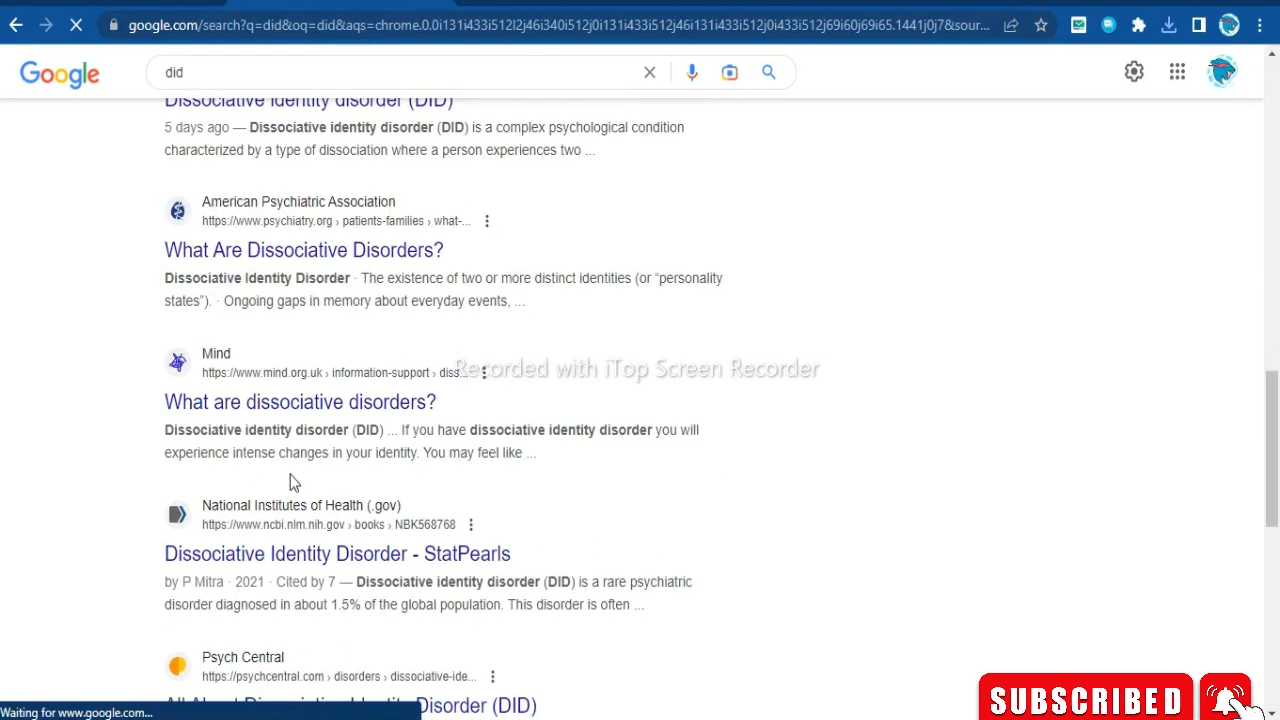 google.com/search?q=did&oq=did&aqs=chrome.0.0i131i433i512l2j46i340i512j0i131i433i512j46i131i433i512j0i433i512j69i60j69i65.1441j0j7&sour...
Google
did
Dissociative identity disorder (DID)
5 days ago — Dissociative identity disorder (DID) is a complex psychological condition
characterized by a type of dissociation where a person experiences two ...
American Psychiatric Association
https://www.psychiatry.org › patients-families › what-...
What Are Dissociative Disorders?
Dissociative Identity Disorder · The existence of two or more distinct identities (or “personality
states”). · Ongoing gaps in memory about everyday events, ...
Mind
https://www.mind.org.uk › information-support › diss...
Recorded with iTop Screen Recorder
What are dissociative disorders?
Dissociative identity disorder (DID) ... If you have dissociative identity disorder you will
experience intense changes in your identity. You may feel like ...
National Institutes of Health (.gov)
https://www.ncbi.nlm.nih.gov › books › NBK568768
Dissociative Identity Disorder - StatPearls
by P Mitra · 2021 · Cited by 7 — Dissociative identity disorder (DID) is a rare psychiatric
disorder diagnosed in about 1.5% of the global population. This disorder is often ...
Psych Central
https://psychcentral.com › disorders › dissociative-ide...
All About Dissociative Identity Disorder (DID)
Waiting for www.google.com...
SUBSCRIBED